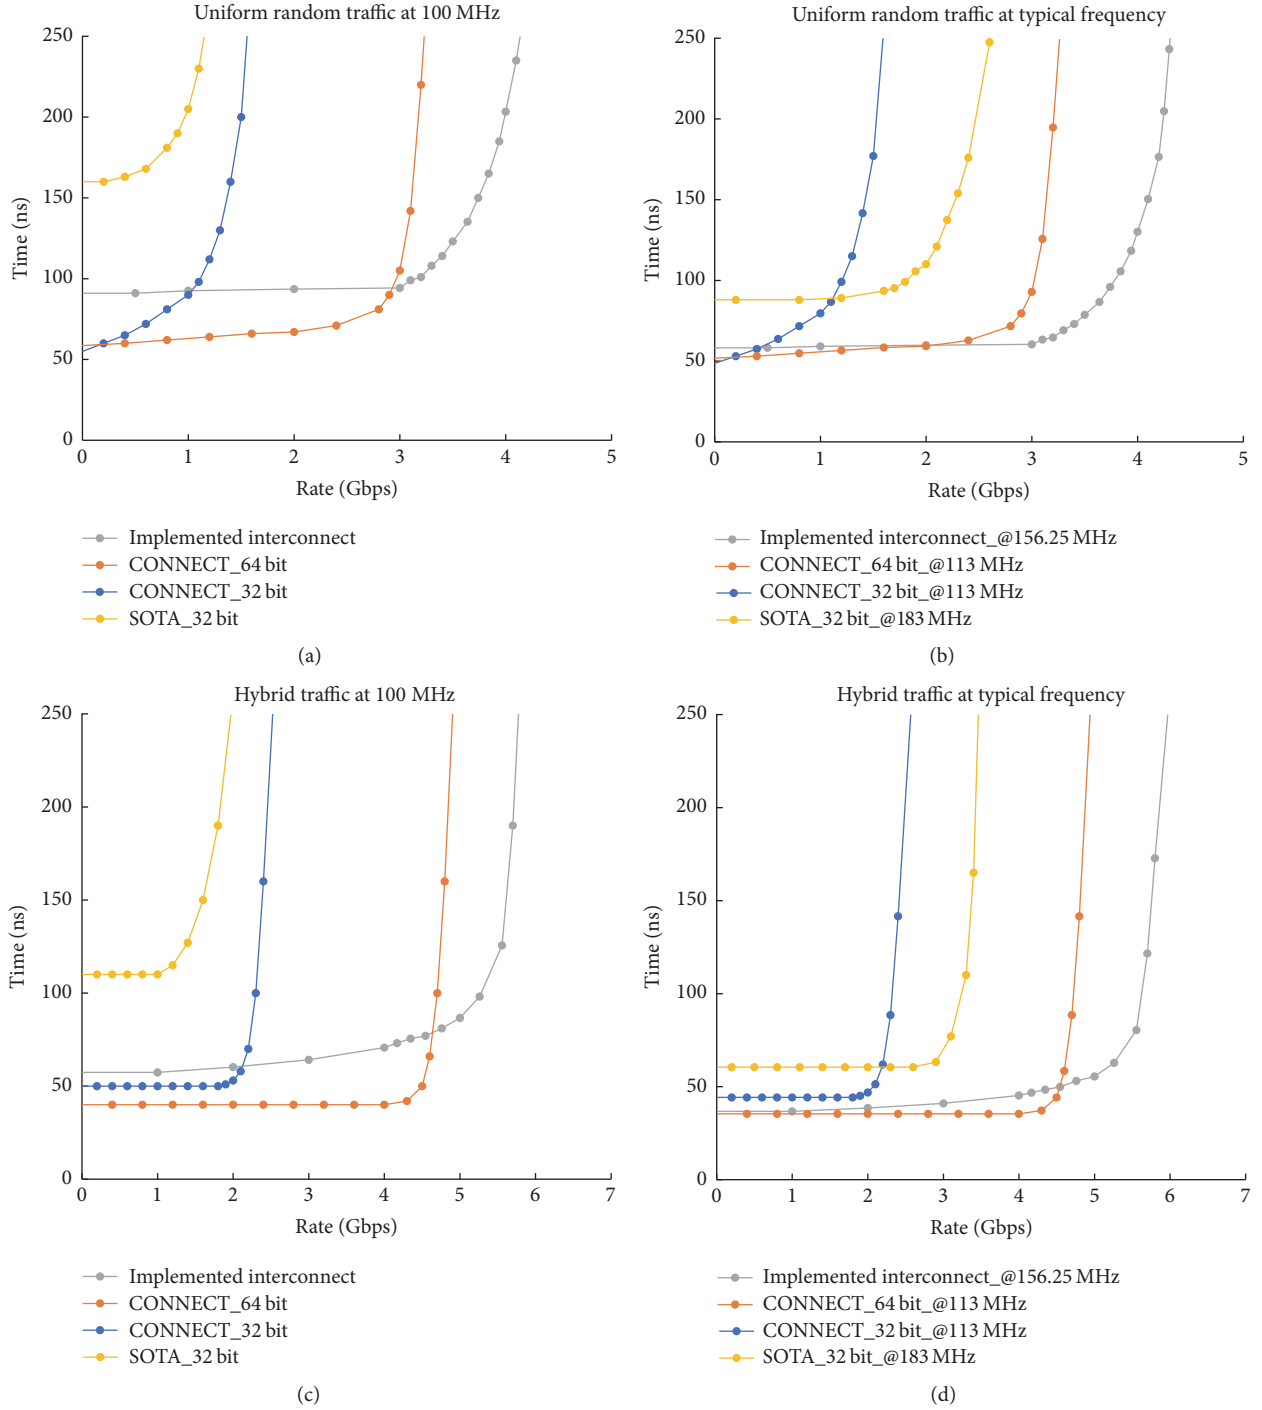 Uniform random traffic at 100 MHz
250
200
150
100
50
0
Time (ns)
0 1 2 3 4 5
Rate (Gbps)
Implemented interconnect
CONNECT_64 bit
CONNECT_32 bit
SOTA_32 bit
(a)
Uniform random traffic at typical frequency
250
200
150
100
50
0
Time (ns)
0 1 2 3 4 5
Rate (Gbps)
Implemented interconnect_@156.25 MHz
CONNECT_64 bit_@113 MHz
CONNECT_32 bit_@113 MHz
SOTA_32 bit_@183 MHz
(b)
Hybrid traffic at 100 MHz
250
200
150
100
50
0
Time (ns)
0 1 2 3 4 5 6 7
Rate (Gbps)
Implemented interconnect
CONNECT_64 bit
CONNECT_32 bit
SOTA_32 bit
(c)
Hybrid traffic at typical frequency
250
200
150
100
50
0
Time (ns)
0 1 2 3 4 5 6 7
Rate (Gbps)
Implemented interconnect_@156.25 MHz
CONNECT_64 bit_@113 MHz
CONNECT_32 bit_@113 MHz
SOTA_32 bit_@183 MHz
(d)